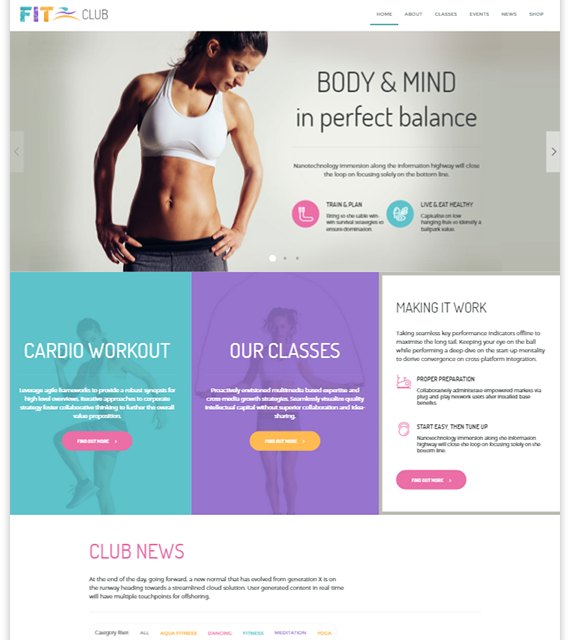 FIT CLUB
HOME ABOUT CLASSES EVENTS NEWS SHOP
BODY & MIND
in perfect balance
Nanotechnology immersion along the information highway will close
the loop on focusing solely on the bottom line.
TRAIN & PLAN
Bring to the table win-
win survival strategies to
ensure domination.
LIVE & EAT HEALTHY
Capitalise on low
hanging fruit to identify a
ballpark value.
CARDIO WORKOUT
Leverage agile frameworks to provide a robust synopsis for
high level overviews. Iterative approaches to corporate
strategy foster collaborative thinking to further the overall
value proposition.
FIND OUT MORE
OUR CLASSES
Proactively envisioned multimedia based expertise and
cross-media growth strategies. Seamlessly visualize quality
intellectual capital without superior collaboration and idea-
sharing.
FIND OUT MORE
MAKING IT WORK
Taking seamless key performance indicators offline to
maximise the long tail. Keeping your eye on the ball
while performing a deep dive on the start-up mentality
to derive convergence on cross-platform integration.
PROPER PREPARATION
Collaboratively administrate empowered markets via
plug-and-play network users after installed base
benefits.
START EASY, THEN TUNE UP
Nanotechnology immersion along the information
highway will close the loop on focusing solely on the
bottom line.
FIND OUT MORE
CLUB NEWS
At the end of the day, going forward, a new normal that has evolved from generation X is on
the runway heading towards a streamlined cloud solution. User generated content in real-time
will have multiple touchpoints for offshoring.
Category filter: ALL AQUA FITNESS DANCING FITNESS MEDITATION YOGA